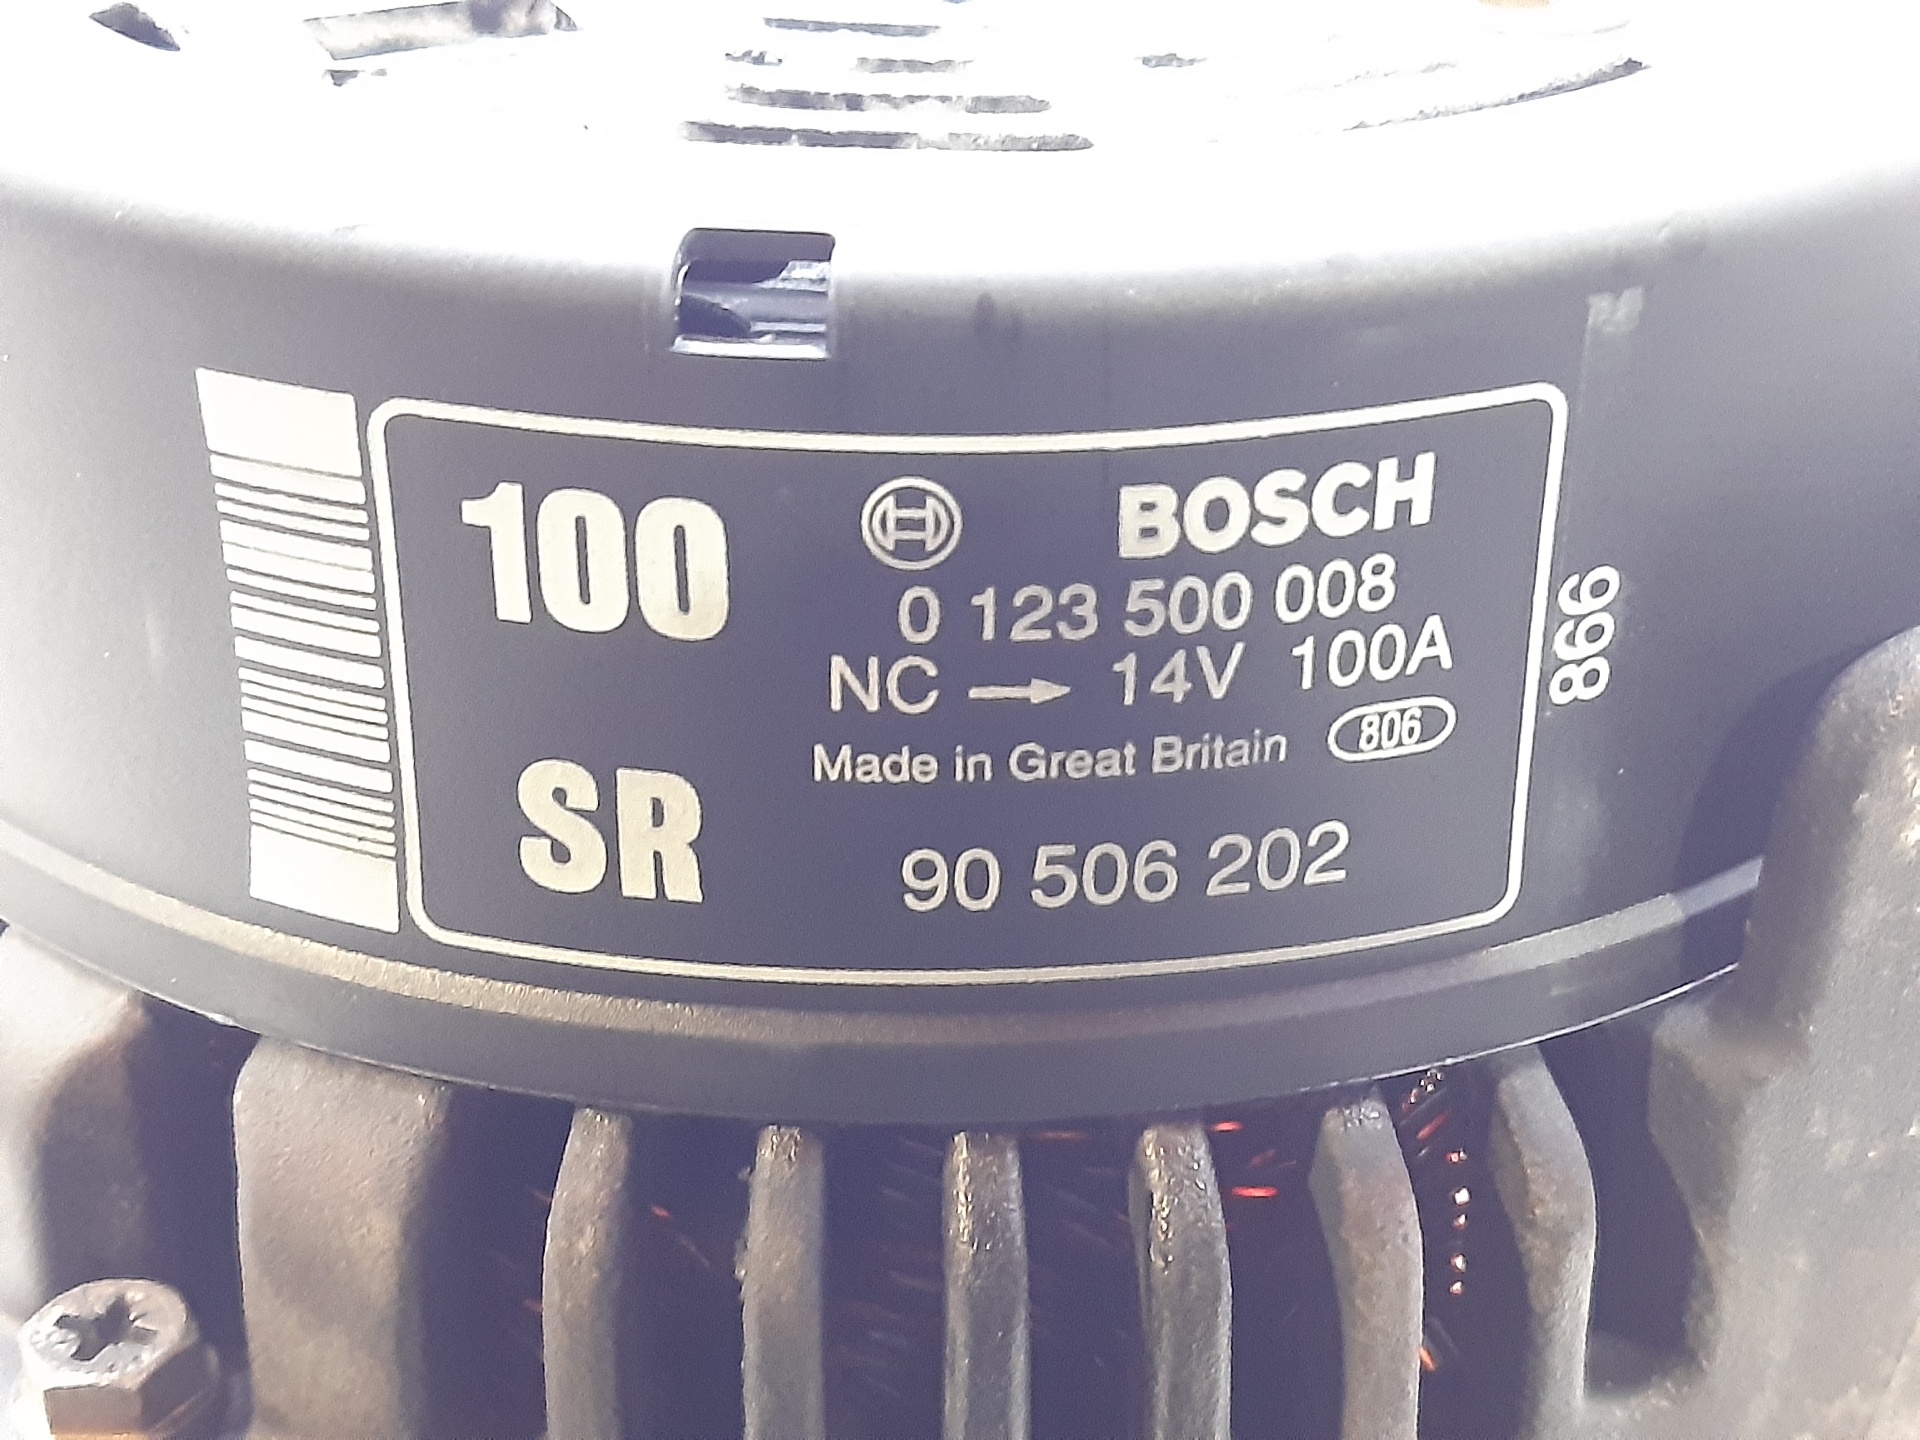 100
BOSCH
0 123 500 008
NC → 14V 100A
Made in Great Britain 806
SR
90 506 202
866